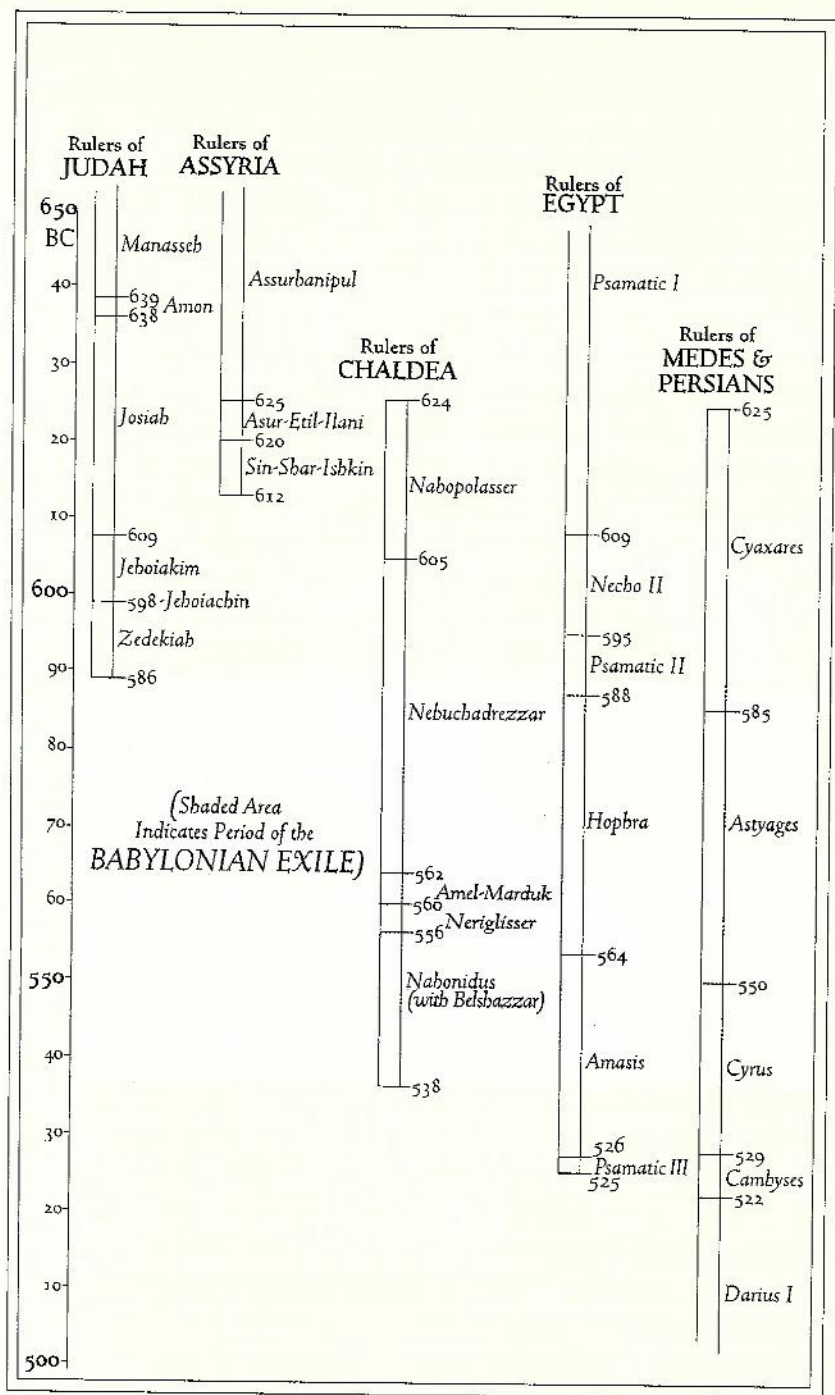 Rulers of
JUDAH
Rulers of
ASSYRIA
Rulers of
EGYPT
Rulers of
CHALDEA
Rulers of
MEDES &
PERSIANS
650
BC
40
30
20
10
600
90
80
70
60
550
40
30
20
10
500
Manasseh
639
Amon
638
Josiah
609
Jehoiakim
598-Jehoiachin
Zedekiah
586
Assurbanipul
625
Asur-Etil-Ilani
620
Sin-Shar-Ishkin
612
624
Nabopolasser
605
Nebuchadrezzar
562
Amel-Marduk
560
Neriglisser
556
Nabonidus
(with Belshazzar)
538
Psamatic I
609
Necho II
595
Psamatic II
588
Hophra
564
Amasis
526
Psamatic III
525
625
Cyaxares
585
Astyages
550
Cyrus
529
Cambyses
522
Darius I
(Shaded Area
Indicates Period of the
BABYLONIAN EXILE)